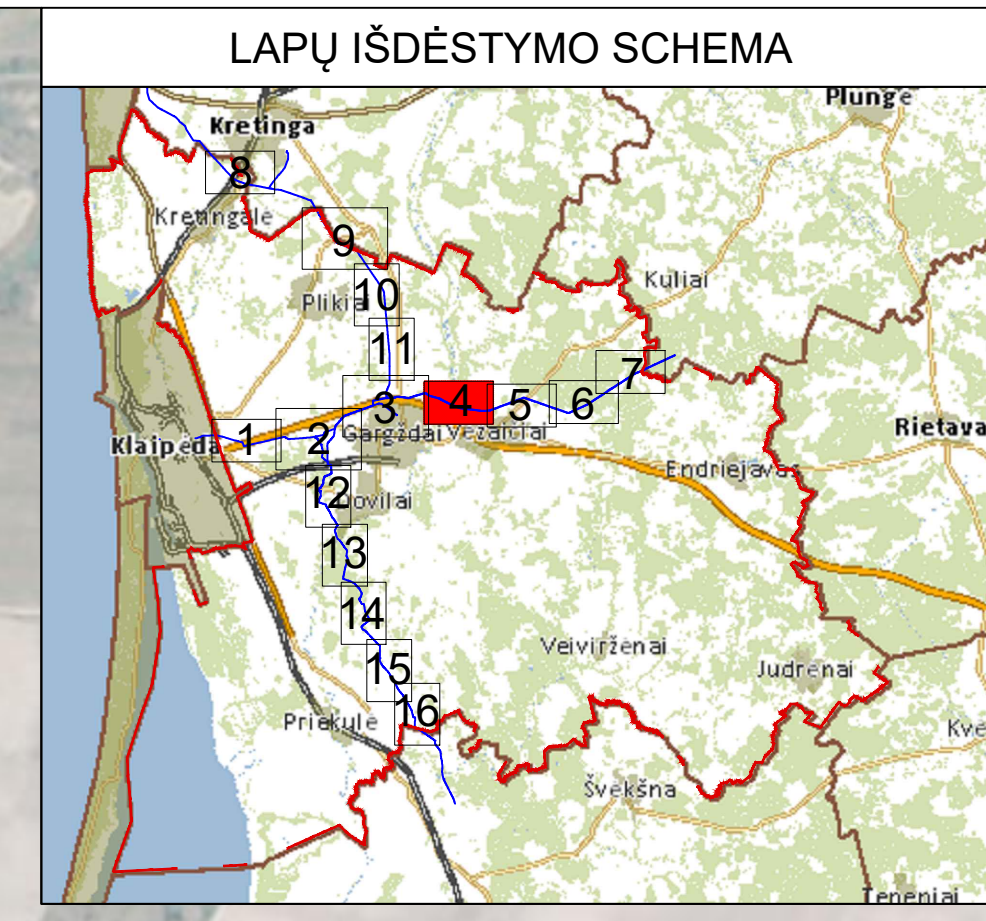 LAPŲ IŠDĖSTYMO SCHEMA
Plungė
Kretinga
8
Kretingalė
9
Kuliai
Plikiai
10
11
7
3
4
5
6
Rietava
1
2
Klaipėda
Gargždai
Vėžaičiai
Endriejavas
12
Dovilai
13
14
Veiviržėnai
Judrėnai
15
16
Priekulė
Kvė
Švėkšna
Teneniai